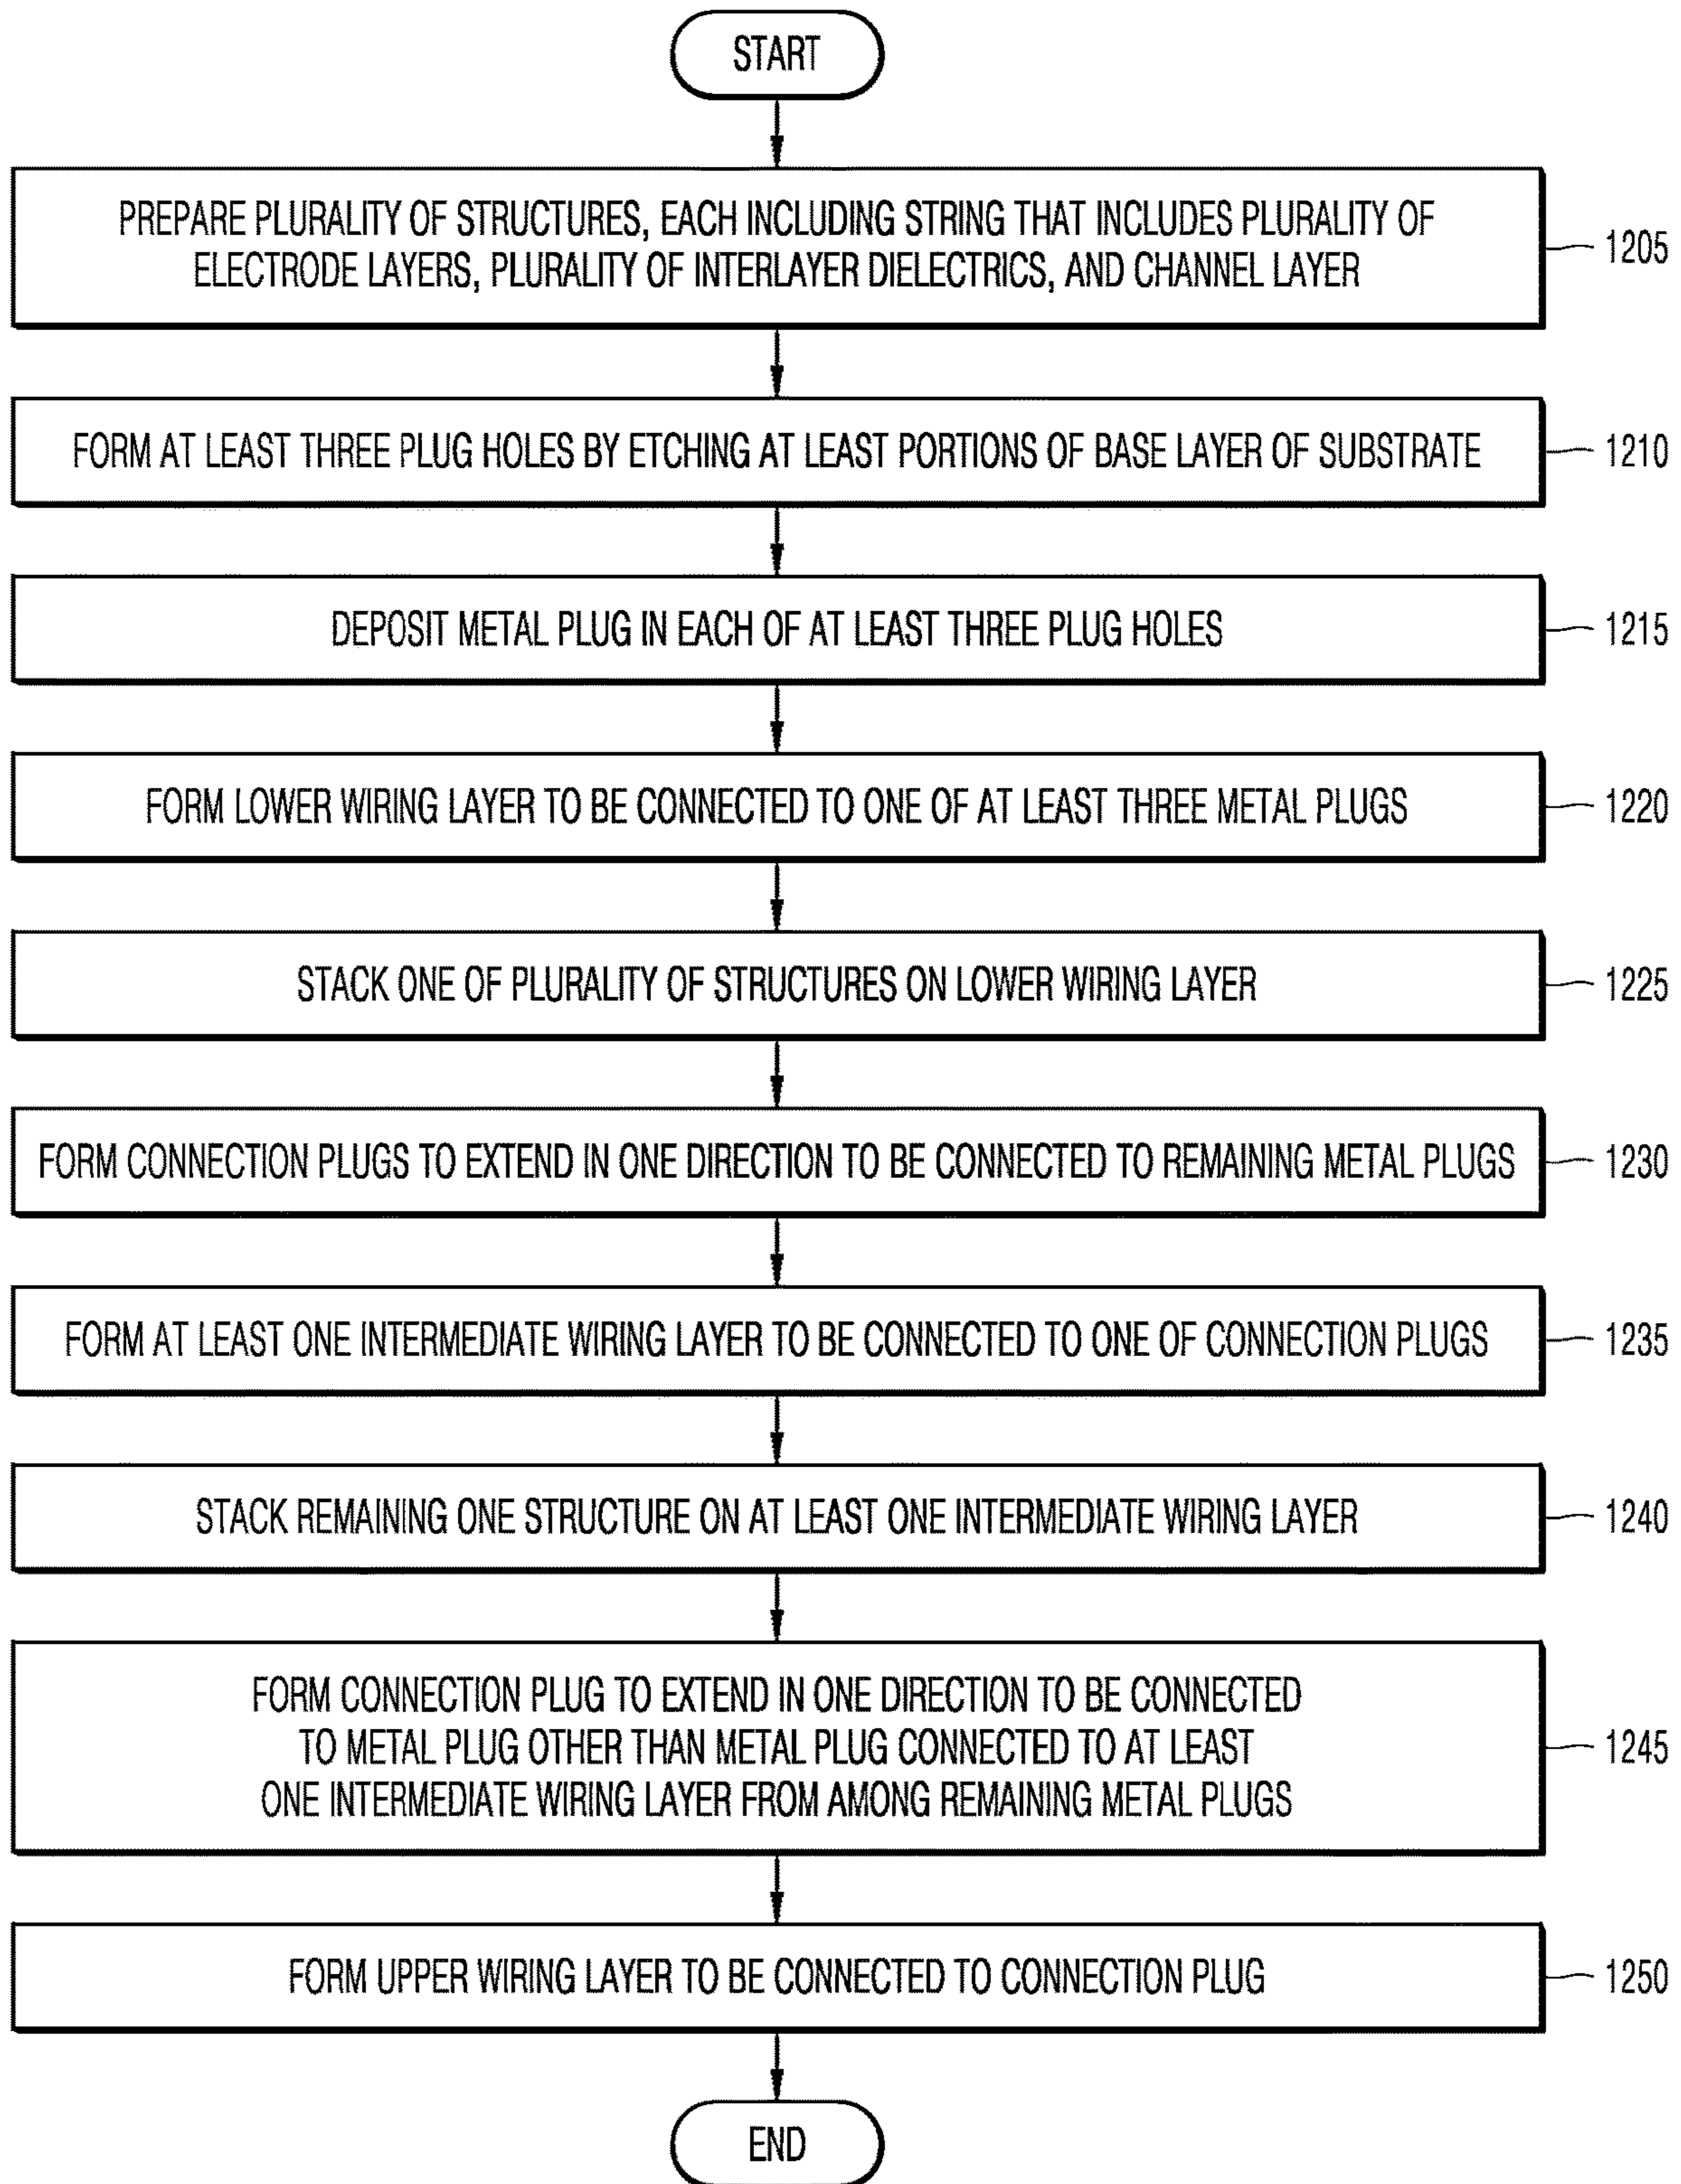 START
PREPARE PLURALITY OF STRUCTURES, EACH INCLUDING STRING THAT INCLUDES PLURALITY OF
ELECTRODE LAYERS, PLURALITY OF INTERLAYER DIELECTRICS, AND CHANNEL LAYER
1205
FORM AT LEAST THREE PLUG HOLES BY ETCHING AT LEAST PORTIONS OF BASE LAYER OF SUBSTRATE
1210
DEPOSIT METAL PLUG IN EACH OF AT LEAST THREE PLUG HOLES
1215
FORM LOWER WIRING LAYER TO BE CONNECTED TO ONE OF AT LEAST THREE METAL PLUGS
1220
STACK ONE OF PLURALITY OF STRUCTURES ON LOWER WIRING LAYER
1225
FORM CONNECTION PLUGS TO EXTEND IN ONE DIRECTION TO BE CONNECTED TO REMAINING METAL PLUGS
1230
FORM AT LEAST ONE INTERMEDIATE WIRING LAYER TO BE CONNECTED TO ONE OF CONNECTION PLUGS
1235
STACK REMAINING ONE STRUCTURE ON AT LEAST ONE INTERMEDIATE WIRING LAYER
1240
FORM CONNECTION PLUG TO EXTEND IN ONE DIRECTION TO BE CONNECTED
TO METAL PLUG OTHER THAN METAL PLUG CONNECTED TO AT LEAST
ONE INTERMEDIATE WIRING LAYER FROM AMONG REMAINING METAL PLUGS
1245
FORM UPPER WIRING LAYER TO BE CONNECTED TO CONNECTION PLUG
1250
END